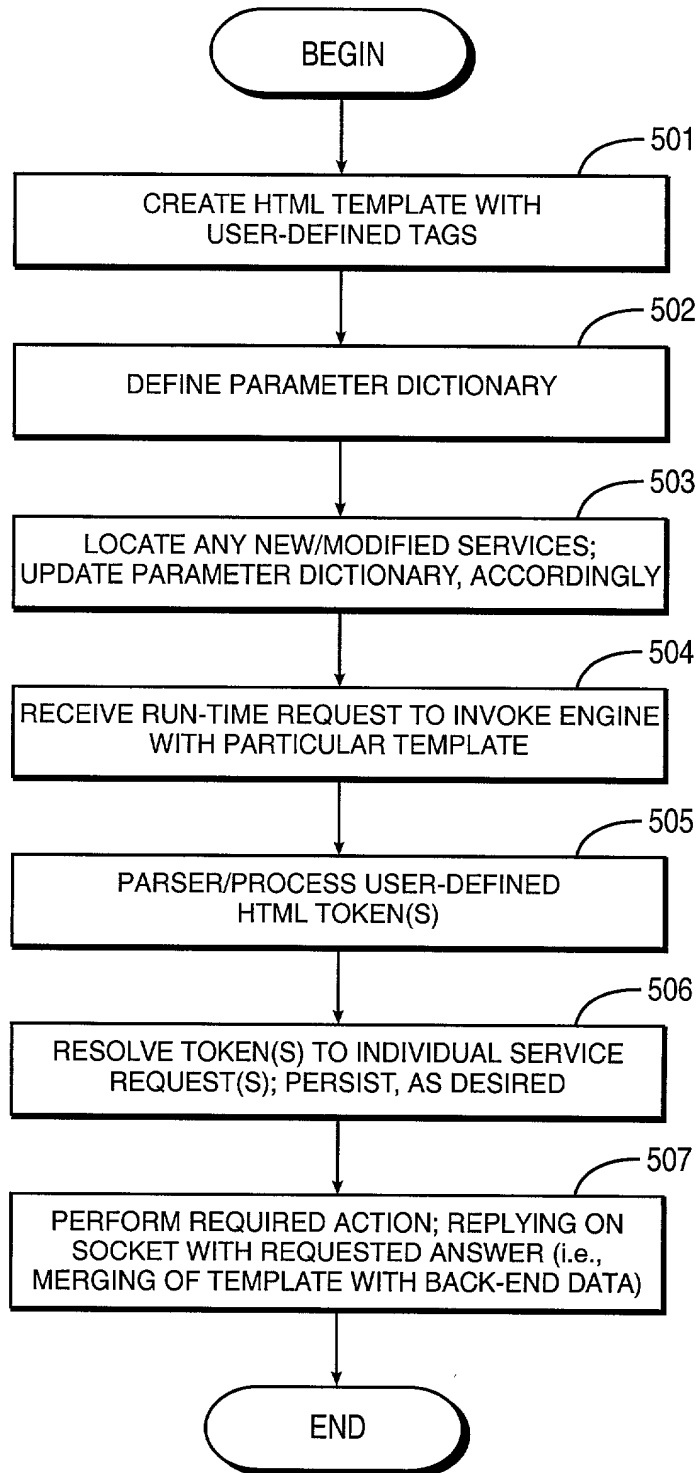 BEGIN
501
CREATE HTML TEMPLATE WITH
USER-DEFINED TAGS
502
DEFINE PARAMETER DICTIONARY
503
LOCATE ANY NEW/MODIFIED SERVICES;
UPDATE PARAMETER DICTIONARY, ACCORDINGLY
504
RECEIVE RUN-TIME REQUEST TO INVOKE ENGINE
WITH PARTICULAR TEMPLATE
505
PARSER/PROCESS USER-DEFINED
HTML TOKEN(S)
506
RESOLVE TOKEN(S) TO INDIVIDUAL SERVICE
REQUEST(S); PERSIST, AS DESIRED
507
PERFORM REQUIRED ACTION; REPLYING ON
SOCKET WITH REQUESTED ANSWER (i.e.,
MERGING OF TEMPLATE WITH BACK-END DATA)
END